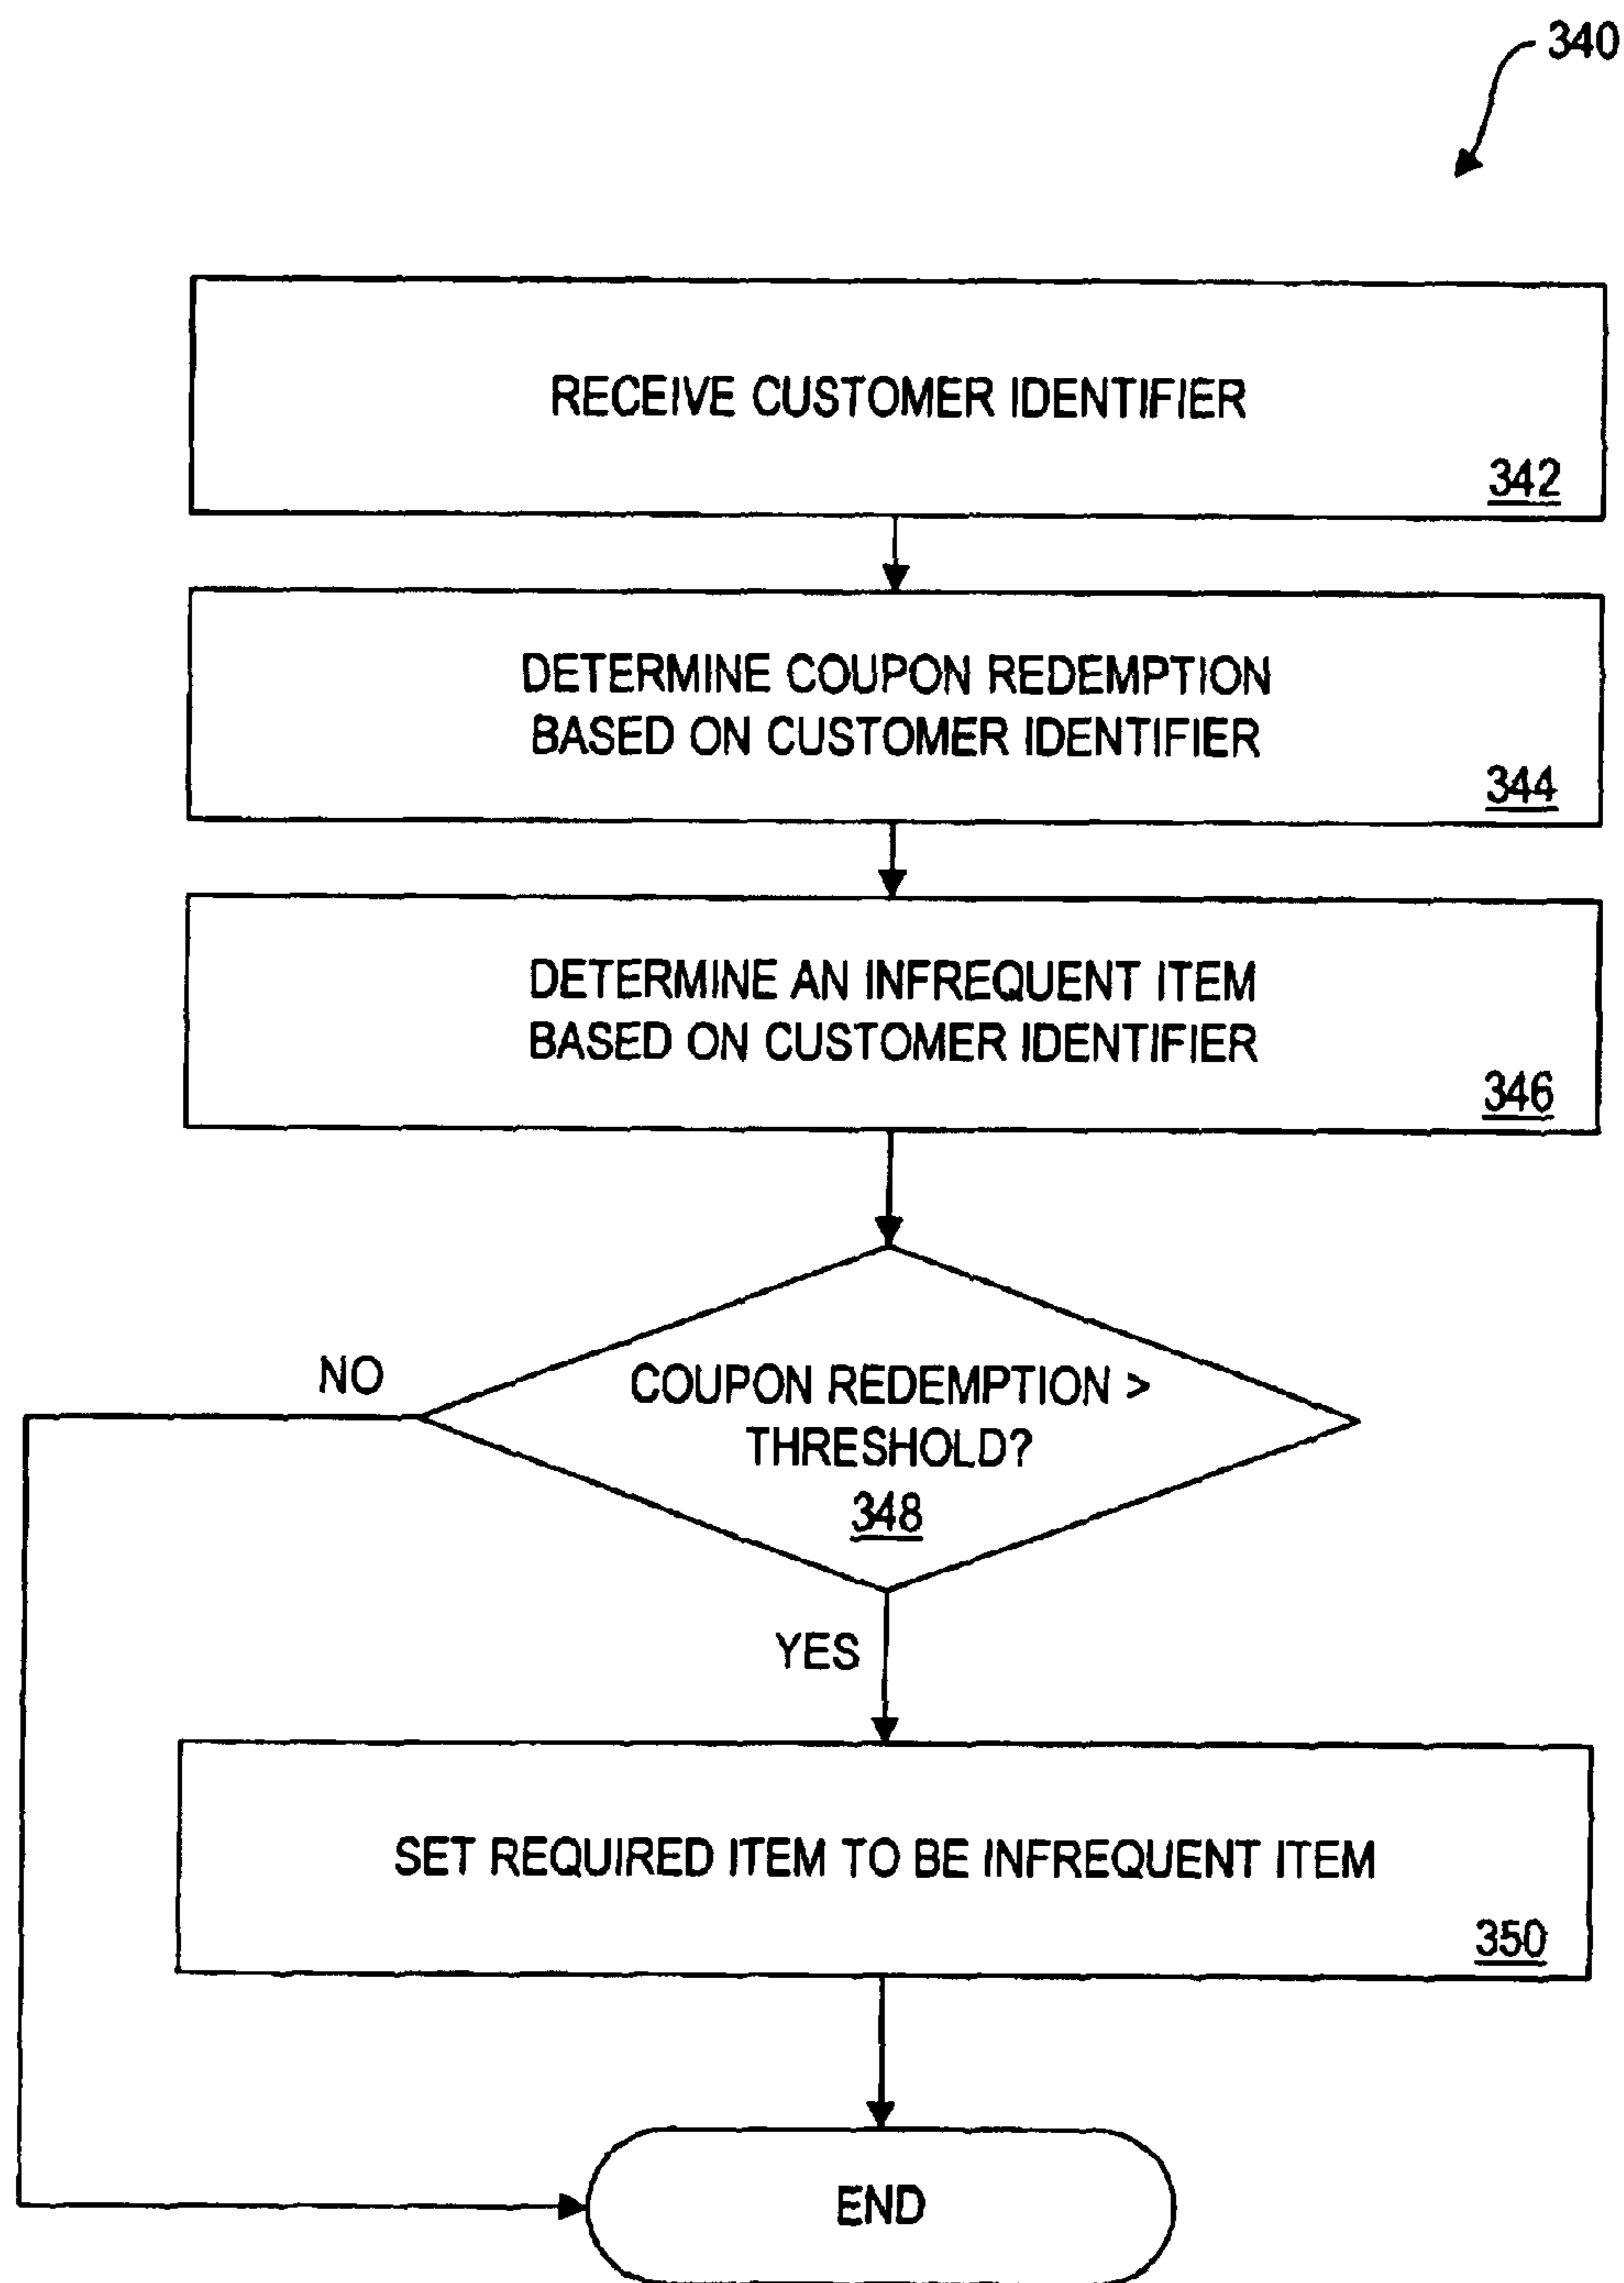 340
RECEIVE CUSTOMER IDENTIFIER
342
DETERMINE COUPON REDEMPTION
BASED ON CUSTOMER IDENTIFIER
344
DETERMINE AN INFREQUENT ITEM
BASED ON CUSTOMER IDENTIFIER
346
NO
COUPON REDEMPTION >
THRESHOLD?
348
YES
SET REQUIRED ITEM TO BE INFREQUENT ITEM
350
END